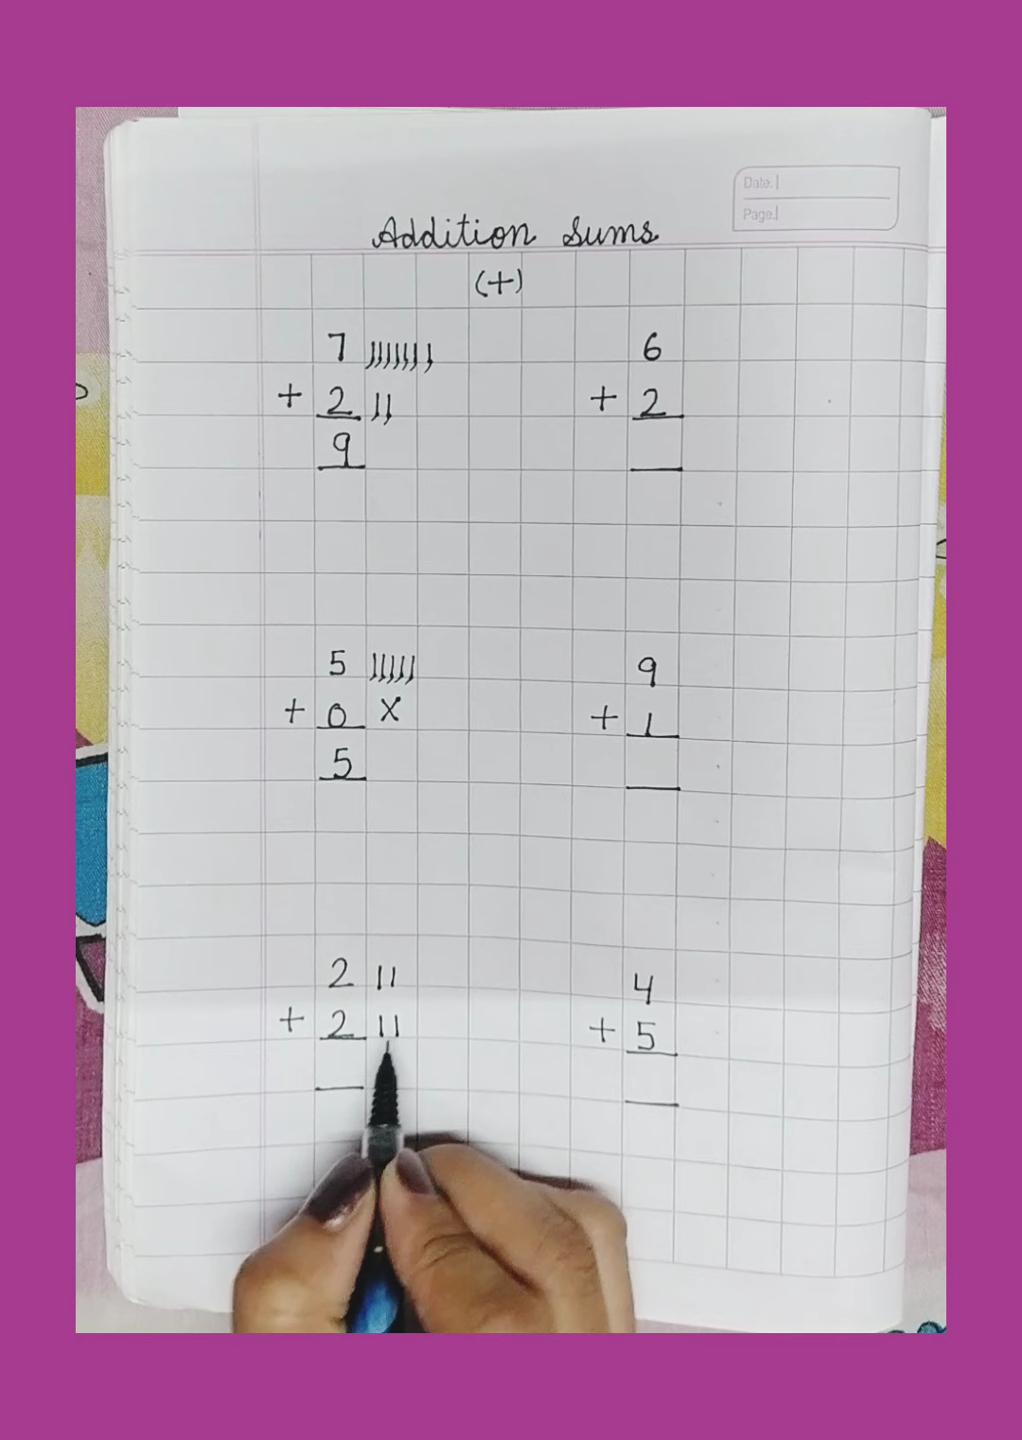 Date:
Page:
Addition Sums
(+)
7 6
+ 2 + 2
9
5 9
+ 0 X + 1
5
2 4
+ 2 + 5